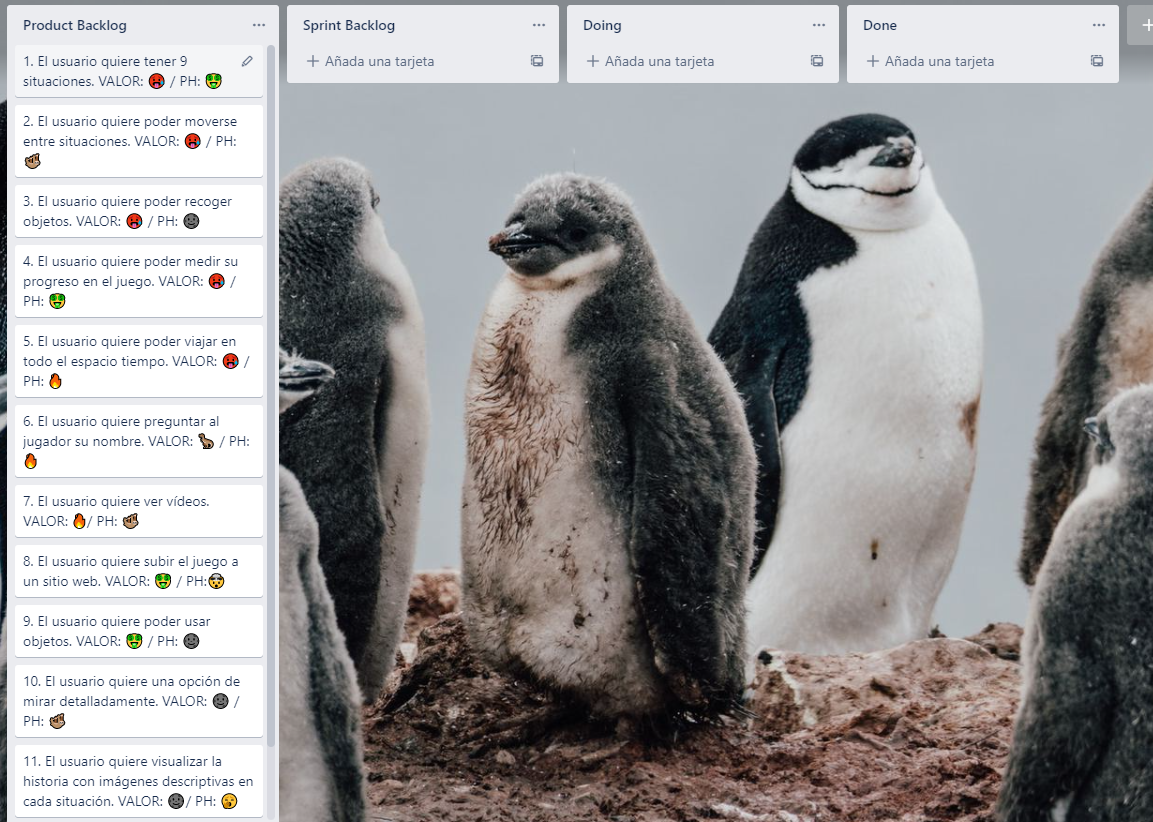 Product Backlog
1. El usuario quiere tener 9
situaciones. VALOR: 🥵 / PH: 🤑
2. El usuario quiere poder moverse
entre situaciones. VALOR: 🥵 / PH:
3. El usuario quiere poder recoger
objetos. VALOR: 🥵 / PH: 🌚
4. El usuario quiere poder medir su
progreso en el juego. VALOR: 🥵 /
PH: 🤑
5. El usuario quiere poder viajar en
todo el espacio tiempo. VALOR: 🥵 /
PH: 🔥
6. El usuario quiere preguntar al
jugador su nombre. VALOR: 🐛 / PH:
🔥
7. El usuario quiere ver vídeos.
VALOR: 🔥/ PH:
8. El usuario quiere subir el juego a
un sitio web. VALOR: 🤑 / PH:🤯
9. El usuario quiere poder usar
objetos. VALOR: 🤑 / PH: 🌚
10. El usuario quiere una opción de
mirar detalladamente. VALOR: 🌚 /
PH:
11. El usuario quiere visualizar la
historia con imágenes descriptivas en
cada situación. VALOR: 🌚/ PH: 🫢
Sprint Backlog
+ Añada una tarjeta
Doing
+ Añada una tarjeta
Done
+ Añada una tarjeta